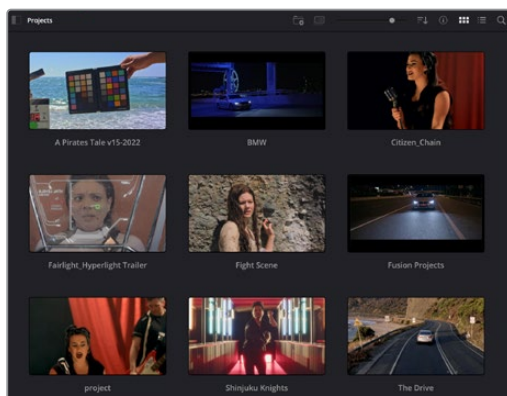 Projects
A Pirates Tale v15-2022
BMW
Citizen_Chain
Fairlight_Hyperlight Trailer
Fight Scene
Fusion Projects
project
Shinjuku Knights
The Drive